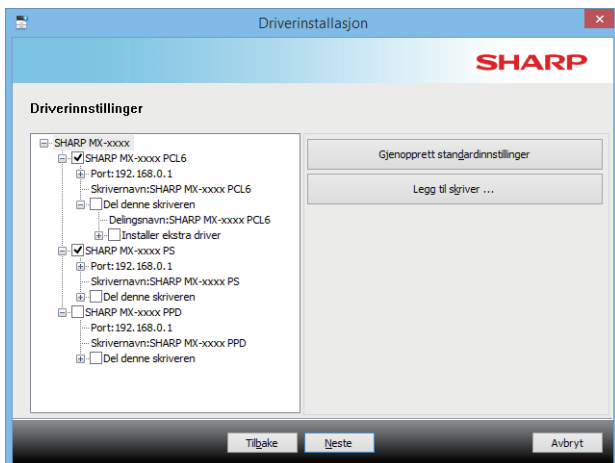 Driverinstallasjon
SHARP
Driverinnstillinger
SHARP MX-xxxx
SHARP MX-xxxx PCL6
Port:192.168.0.1
Skrivernavn:SHARP MX-xxxx PCL6
Del denne skriveren
Delingsnavn:SHARP MX-xxxx PCL6
Installer ekstra driver
SHARP MX-xxxx PS
Port:192.168.0.1
Skrivernavn:SHARP MX-xxxx PS
Del denne skriveren
SHARP MX-xxxx PPD
Port:192.168.0.1
Skrivernavn:SHARP MX-xxxx PPD
Del denne skriveren
Gjenopprett standardinnstillinger
Legg til skriver ...
Tilbake
Neste
Avbryt